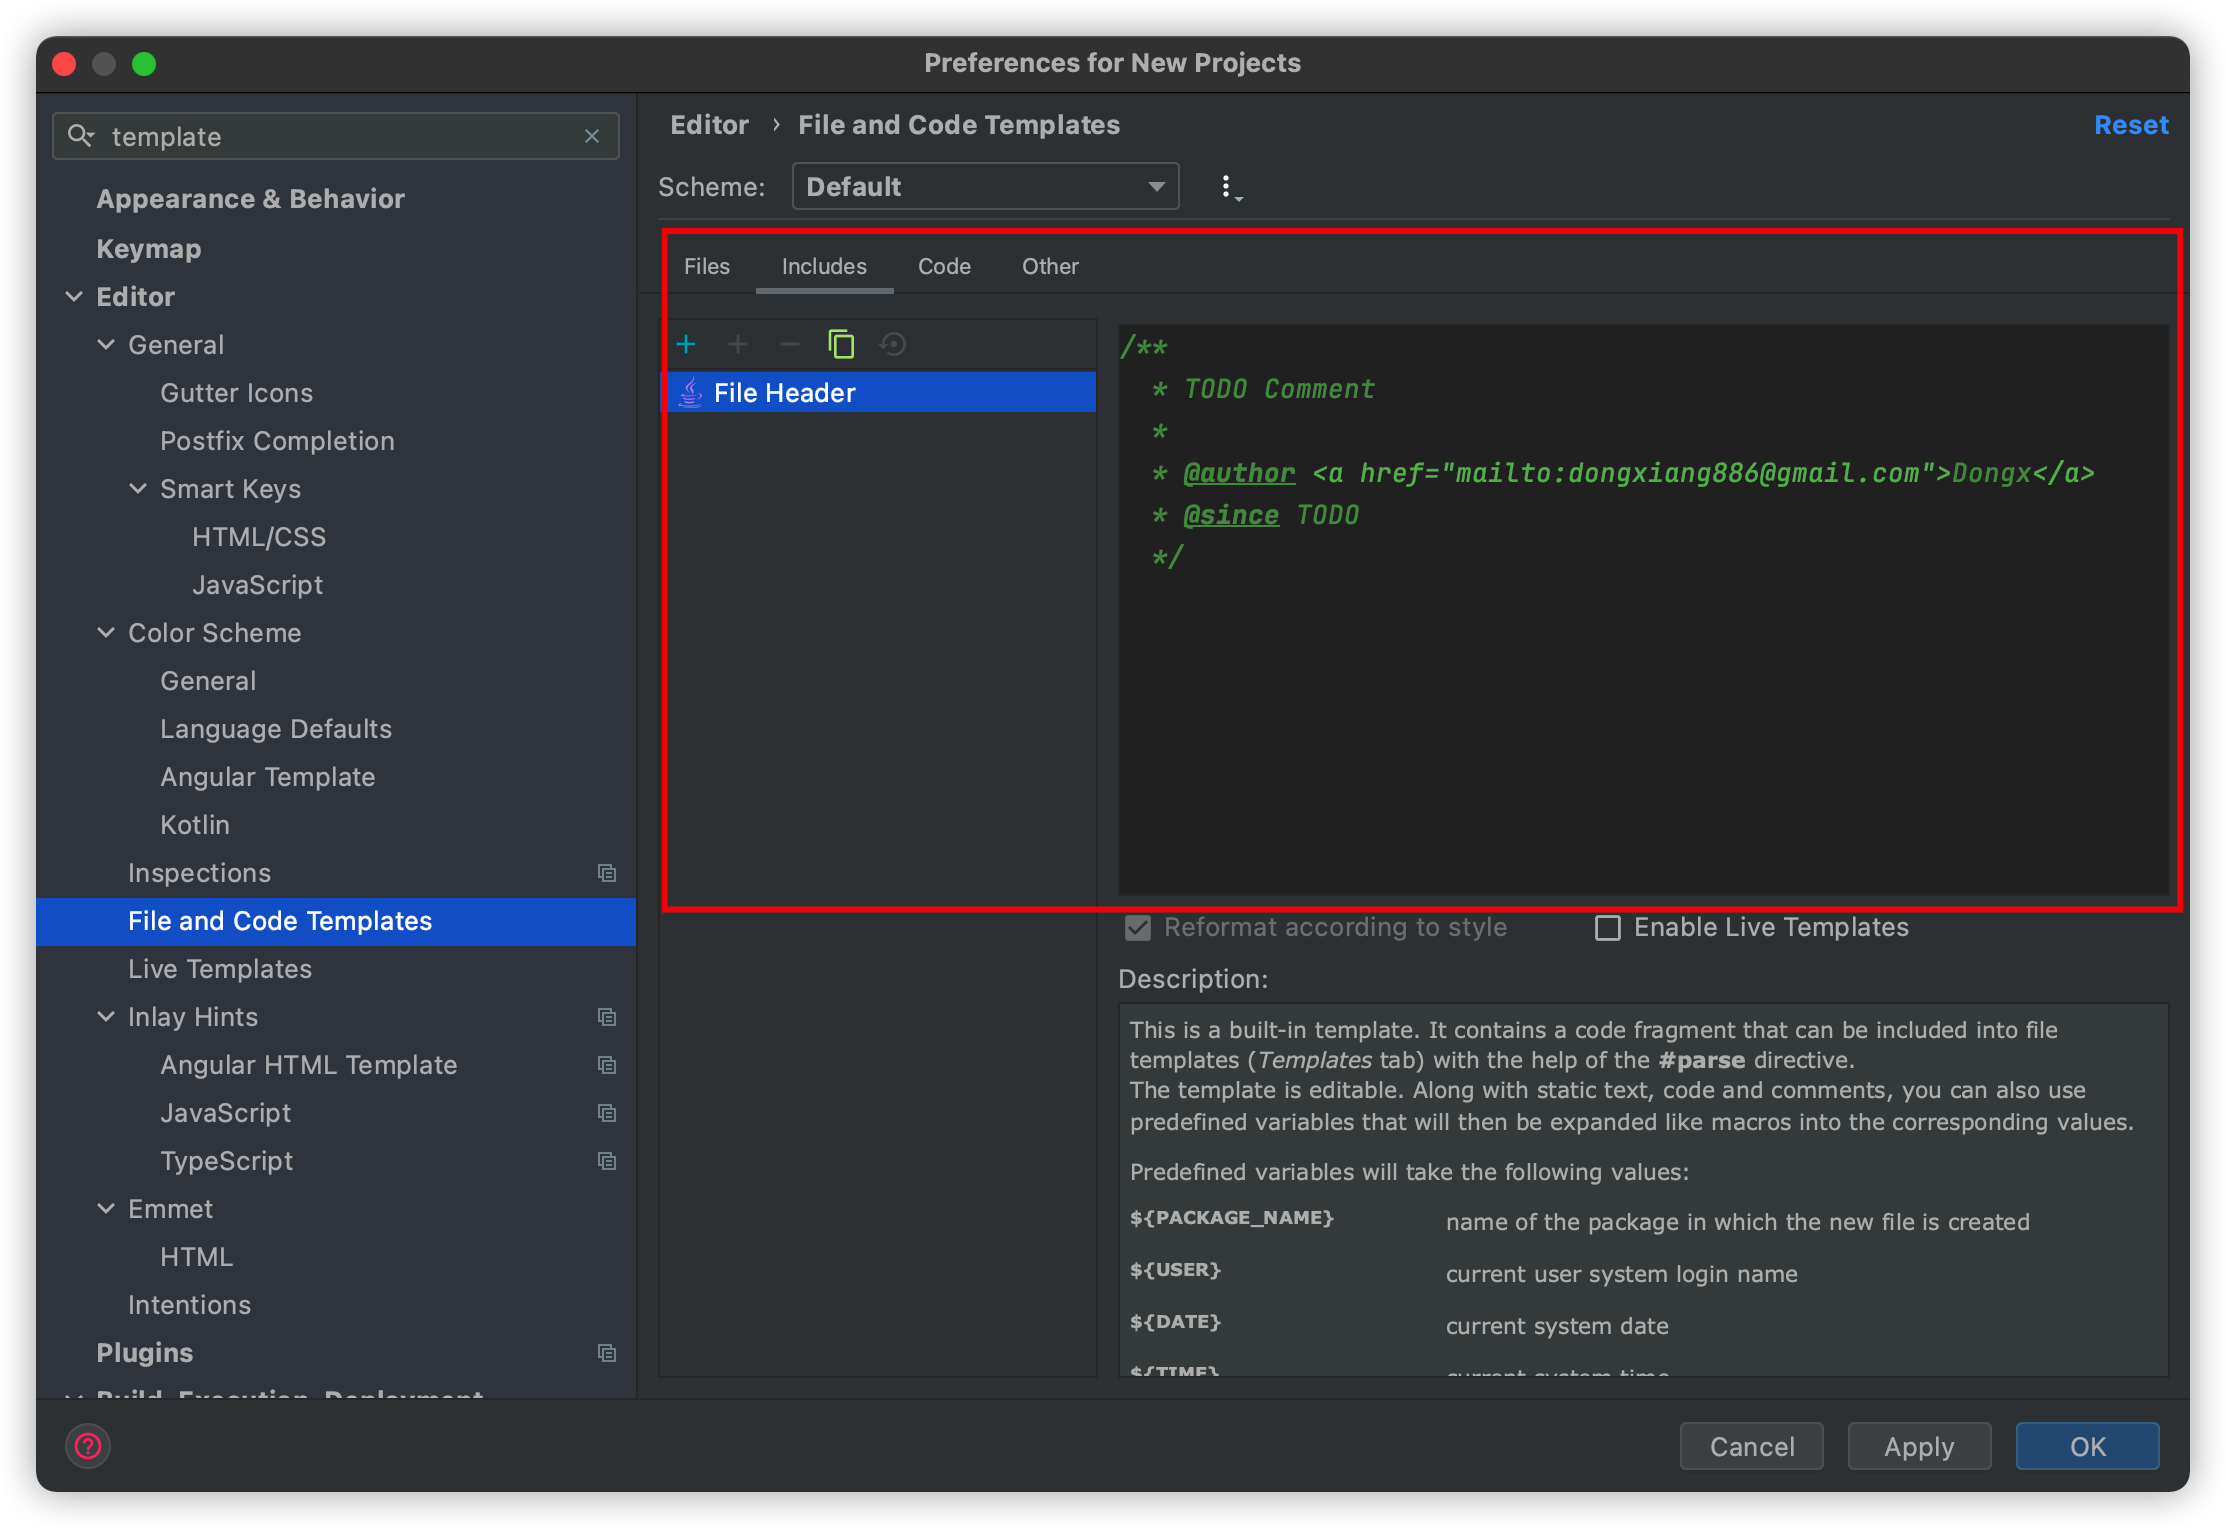 Preferences for New Projects
template
Appearance & Behavior
Keymap
Editor
General
Gutter Icons
Postfix Completion
Smart Keys
HTML/CSS
JavaScript
Color Scheme
General
Language Defaults
Angular Template
Kotlin
Inspections
File and Code Templates
Live Templates
Inlay Hints
Angular HTML Template
JavaScript
TypeScript
Emmet
HTML
Intentions
Plugins
Build, Execution, Deployment
Editor › File and Code Templates
Reset
Scheme: Default
Files Includes Code Other
File Header
/**
* TODO Comment
*
* @author <a href="mailto:dongxiang886@gmail.com">Dongx</a>
* @since TODO
*/
Reformat according to style Enable Live Templates
Description:
This is a built-in template. It contains a code fragment that can be included into file
templates (Templates tab) with the help of the #parse directive.
The template is editable. Along with static text, code and comments, you can also use
predefined variables that will then be expanded like macros into the corresponding values.
Predefined variables will take the following values:
${PACKAGE_NAME} name of the package in which the new file is created
${USER} current user system login name
${DATE} current system date
${TIME} current system time
?
Cancel Apply OK